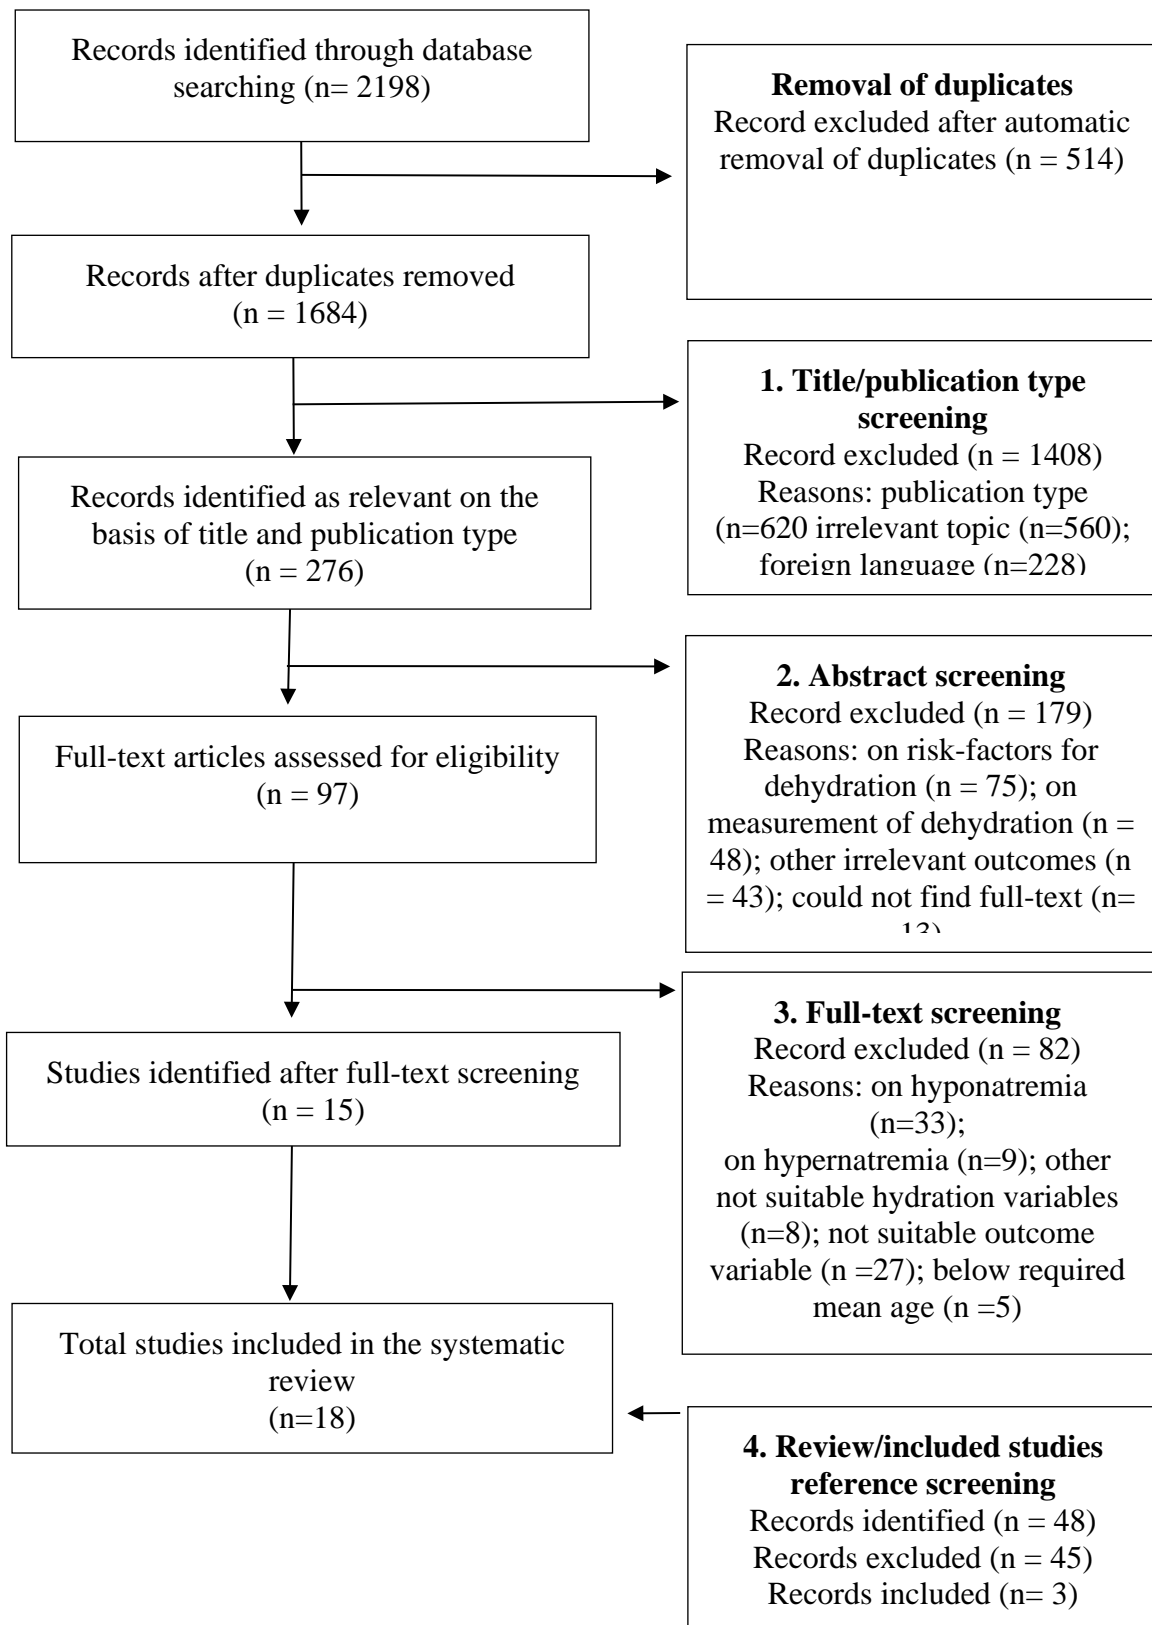 Records identified through database
searching (n= 2198)
Removal of duplicates
Record excluded after automatic
removal of duplicates (n = 514)
Records after duplicates removed
(n = 1684)
1. Title/publication type
screening
Record excluded (n = 1408)
Reasons: publication type
(n=620 irrelevant topic (n=560);
foreign language (n=228)
Records identified as relevant on the
basis of title and publication type
(n = 276)
2. Abstract screening
Record excluded (n = 179)
Reasons: on risk-factors for
dehydration (n = 75); on
measurement of dehydration (n =
48); other irrelevant outcomes (n
= 43); could not find full-text (n=
13)
Full-text articles assessed for eligibility
(n = 97)
3. Full-text screening
Record excluded (n = 82)
Reasons: on hyponatremia
(n=33);
on hypernatremia (n=9); other
not suitable hydration variables
(n=8); not suitable outcome
variable (n =27); below required
mean age (n =5)
Studies identified after full-text screening
(n = 15)
Total studies included in the systematic
review
(n=18)
4. Review/included studies
reference screening
Records identified (n = 48)
Records excluded (n = 45)
Records included (n= 3)